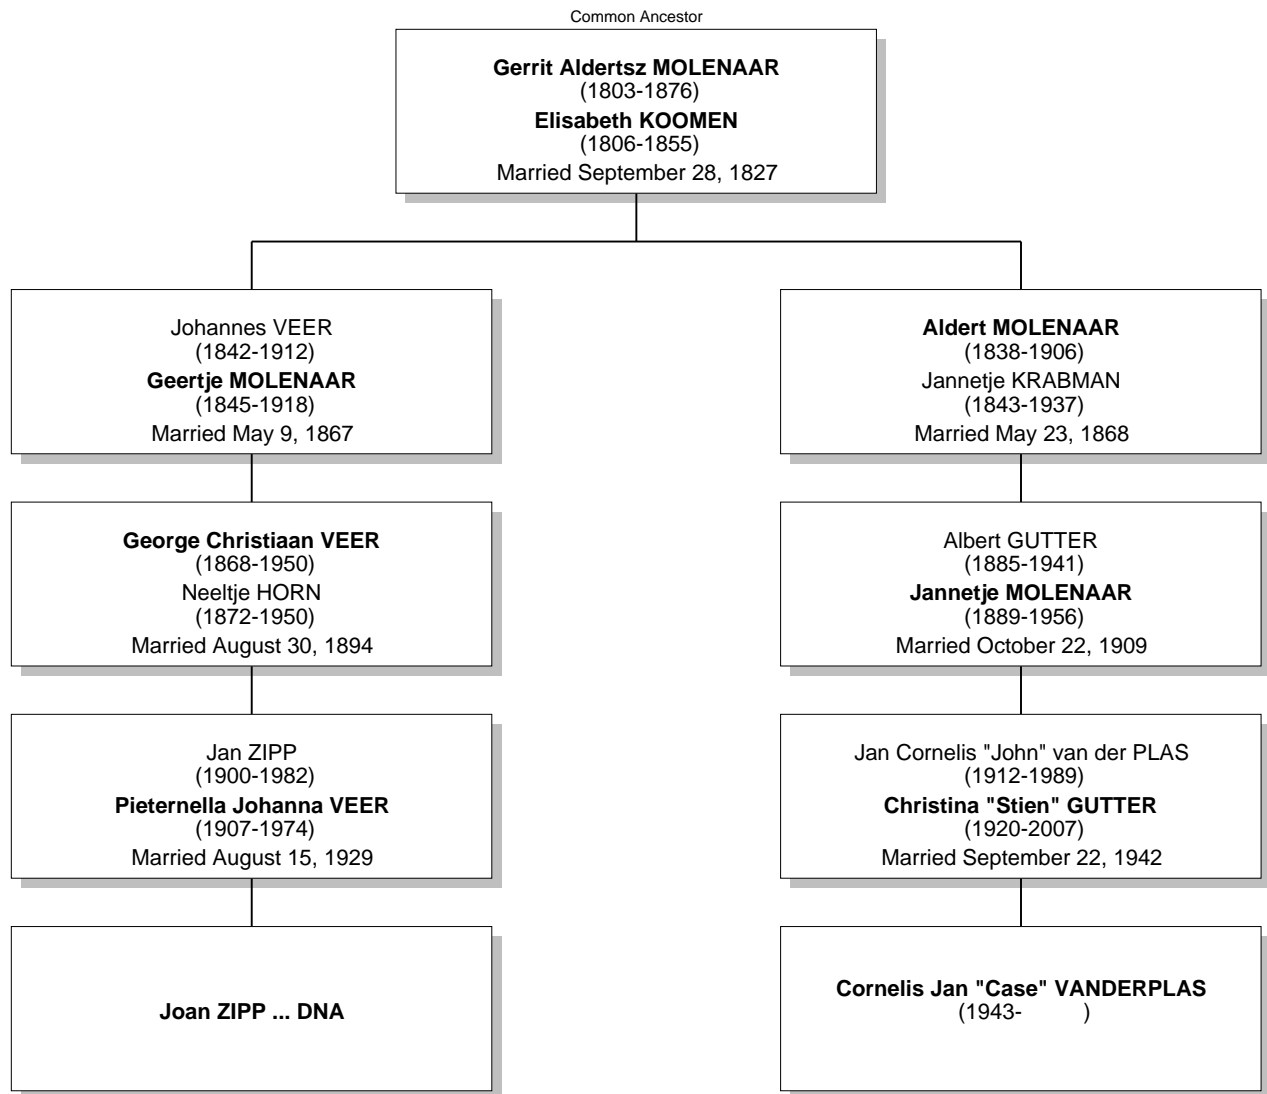 Common Ancestor
Gerrit Aldertsz MOLENAAR
(1803-1876)
Elisabeth KOOMEN
(1806-1855)
Married September 28, 1827
Johannes VEER
(1842-1912)
Geertje MOLENAAR
(1845-1918)
Married May 9, 1867
Aldert MOLENAAR
(1838-1906)
Jannetje KRABMAN
(1843-1937)
Married May 23, 1868
George Christiaan VEER
(1868-1950)
Neeltje HORN
(1872-1950)
Married August 30, 1894
Albert GUTTER
(1885-1941)
Jannetje MOLENAAR
(1889-1956)
Married October 22, 1909
Jan ZIPP
(1900-1982)
Pieternella Johanna VEER
(1907-1974)
Married August 15, 1929
Jan Cornelis "John" van der PLAS
(1912-1989)
Christina "Stien" GUTTER
(1920-2007)
Married September 22, 1942
Joan ZIPP ... DNA
Cornelis Jan "Case" VANDERPLAS
(1943- )